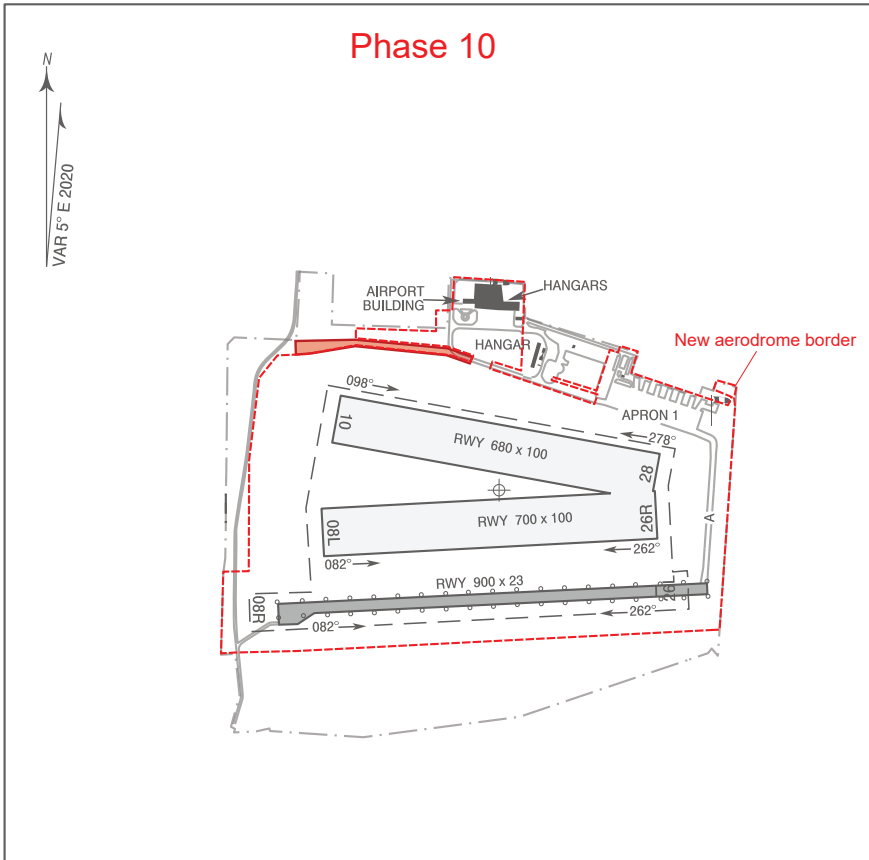 Phase 10
N
VAR 5° E 2020
AIRPORT
BUILDING
HANGARS
HANGAR
New aerodrome border
APRON 1
098°
10
RWY 680 x 100
278°
28
08L
RWY 700 x 100
26R
082°
262°
A
RWY 900 x 23
08R
26L
082°
262°